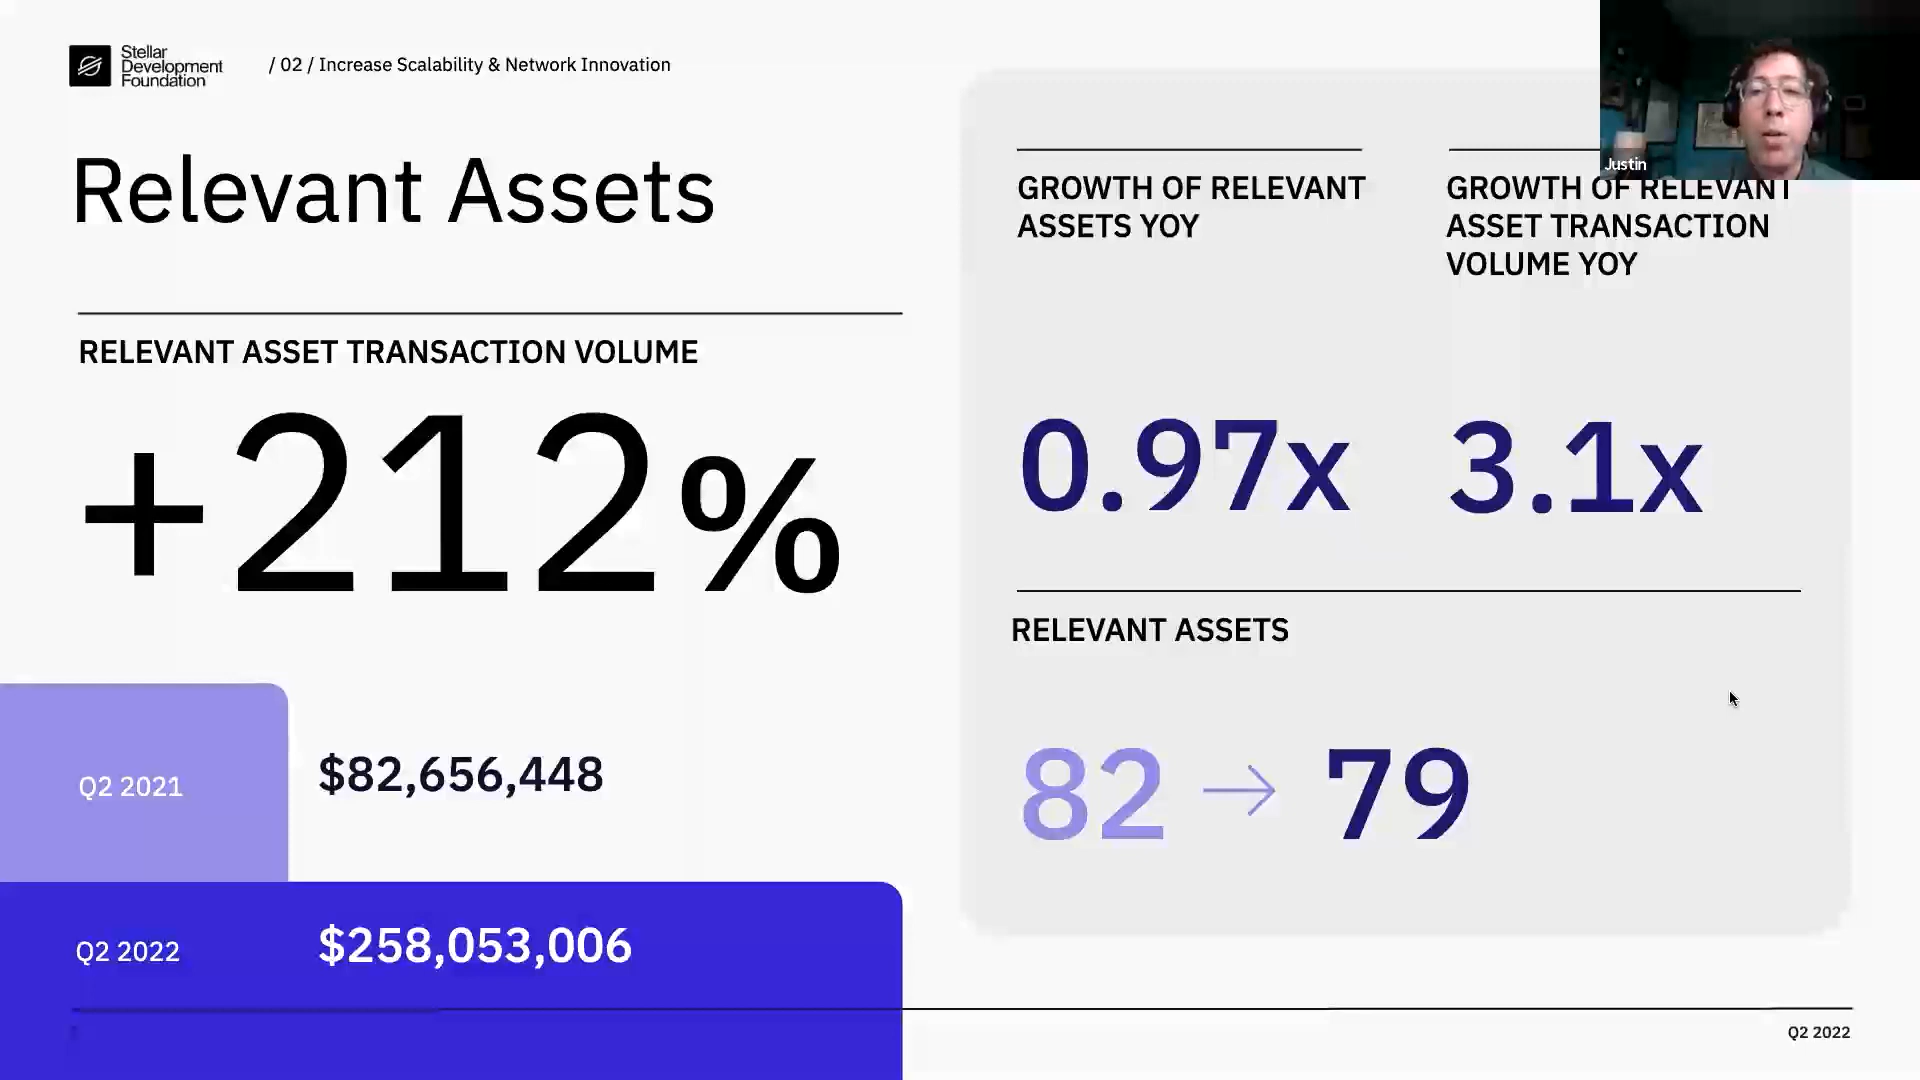 Stellar
Development
Foundation
/ 02 / Increase Scalability & Network Innovation
Justin
Relevant Assets
RELEVANT ASSET TRANSACTION VOLUME
+212%
Q2 2021
$82,656,448
Q2 2022
$258,053,006
GROWTH OF RELEVANT
ASSETS YOY
0.97x
GROWTH OF RELEVANT
ASSET TRANSACTION
VOLUME YOY
3.1x
RELEVANT ASSETS
82 → 79
Q2 2022